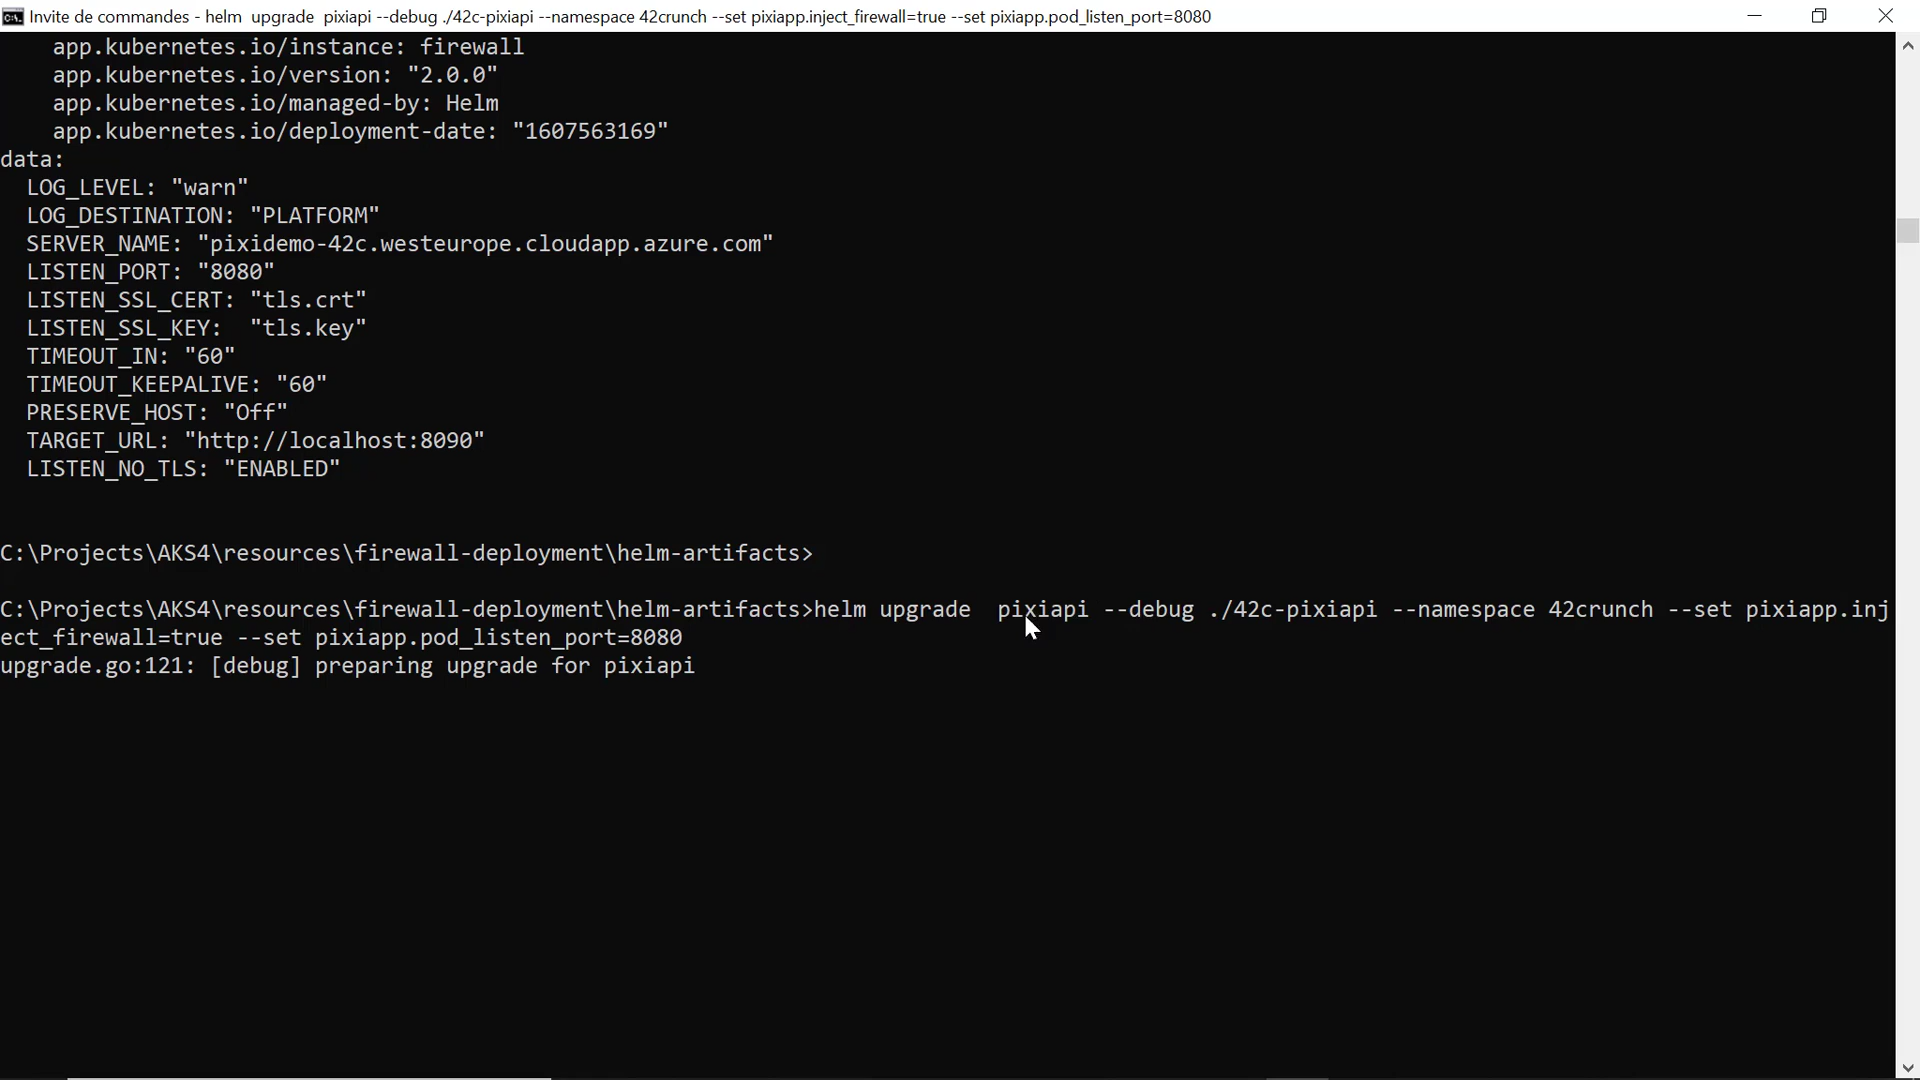 Invite de commandes - helm  upgrade  pixiapi --debug ./42c-pixiapi --namespace 42crunch --set pixiapp.inject_firewall=true --set pixiapp.pod_listen_port=8080
    app.kubernetes.io/instance: firewall
    app.kubernetes.io/version: "2.0.0"
    app.kubernetes.io/managed-by: Helm
    app.kubernetes.io/deployment-date: "1607563169"
data:
  LOG_LEVEL: "warn"
  LOG_DESTINATION: "PLATFORM"
  SERVER_NAME: "pixidemo-42c.westeurope.cloudapp.azure.com"
  LISTEN_PORT: "8080"
  LISTEN_SSL_CERT: "tls.crt"
  LISTEN_SSL_KEY:  "tls.key"
  TIMEOUT_IN: "60"
  TIMEOUT_KEEPALIVE: "60"
  PRESERVE_HOST: "Off"
  TARGET_URL: "http://localhost:8090"
  LISTEN_NO_TLS: "ENABLED"
C:\Projects\AKS4\resources\firewall-deployment\helm-artifacts>
C:\Projects\AKS4\resources\firewall-deployment\helm-artifacts>helm upgrade  pixiapi --debug ./42c-pixiapi --namespace 42crunch --set pixiapp.inj
ect_firewall=true --set pixiapp.pod_listen_port=8080
upgrade.go:121: [debug] preparing upgrade for pixiapi